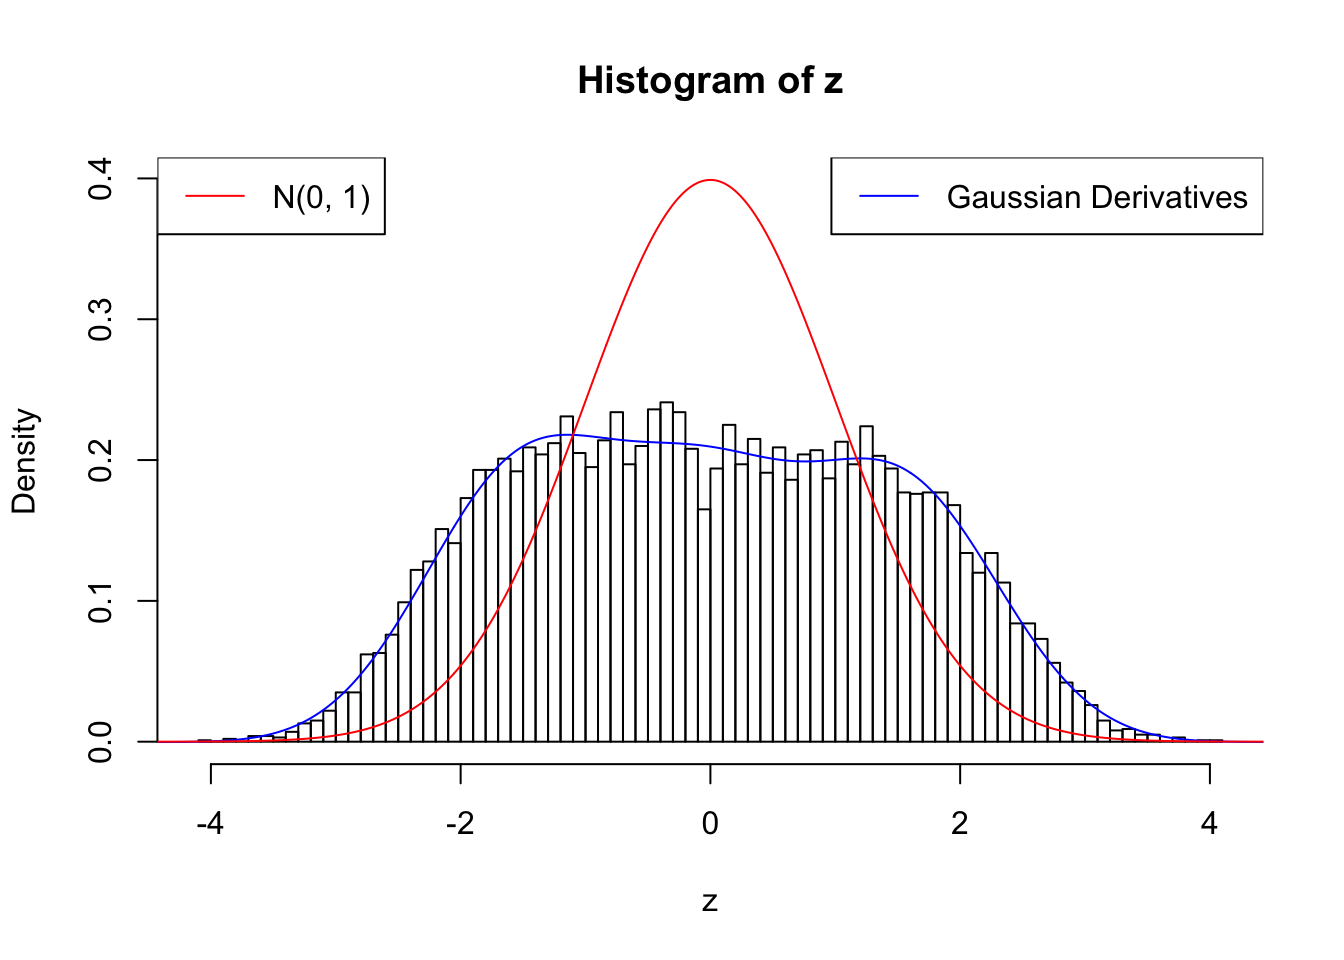 Histogram of z
N(0, 1)
Gaussian Derivatives
Density
0.4
0.3
0.2
0.1
0.0
-4 -2 0 2 4
z